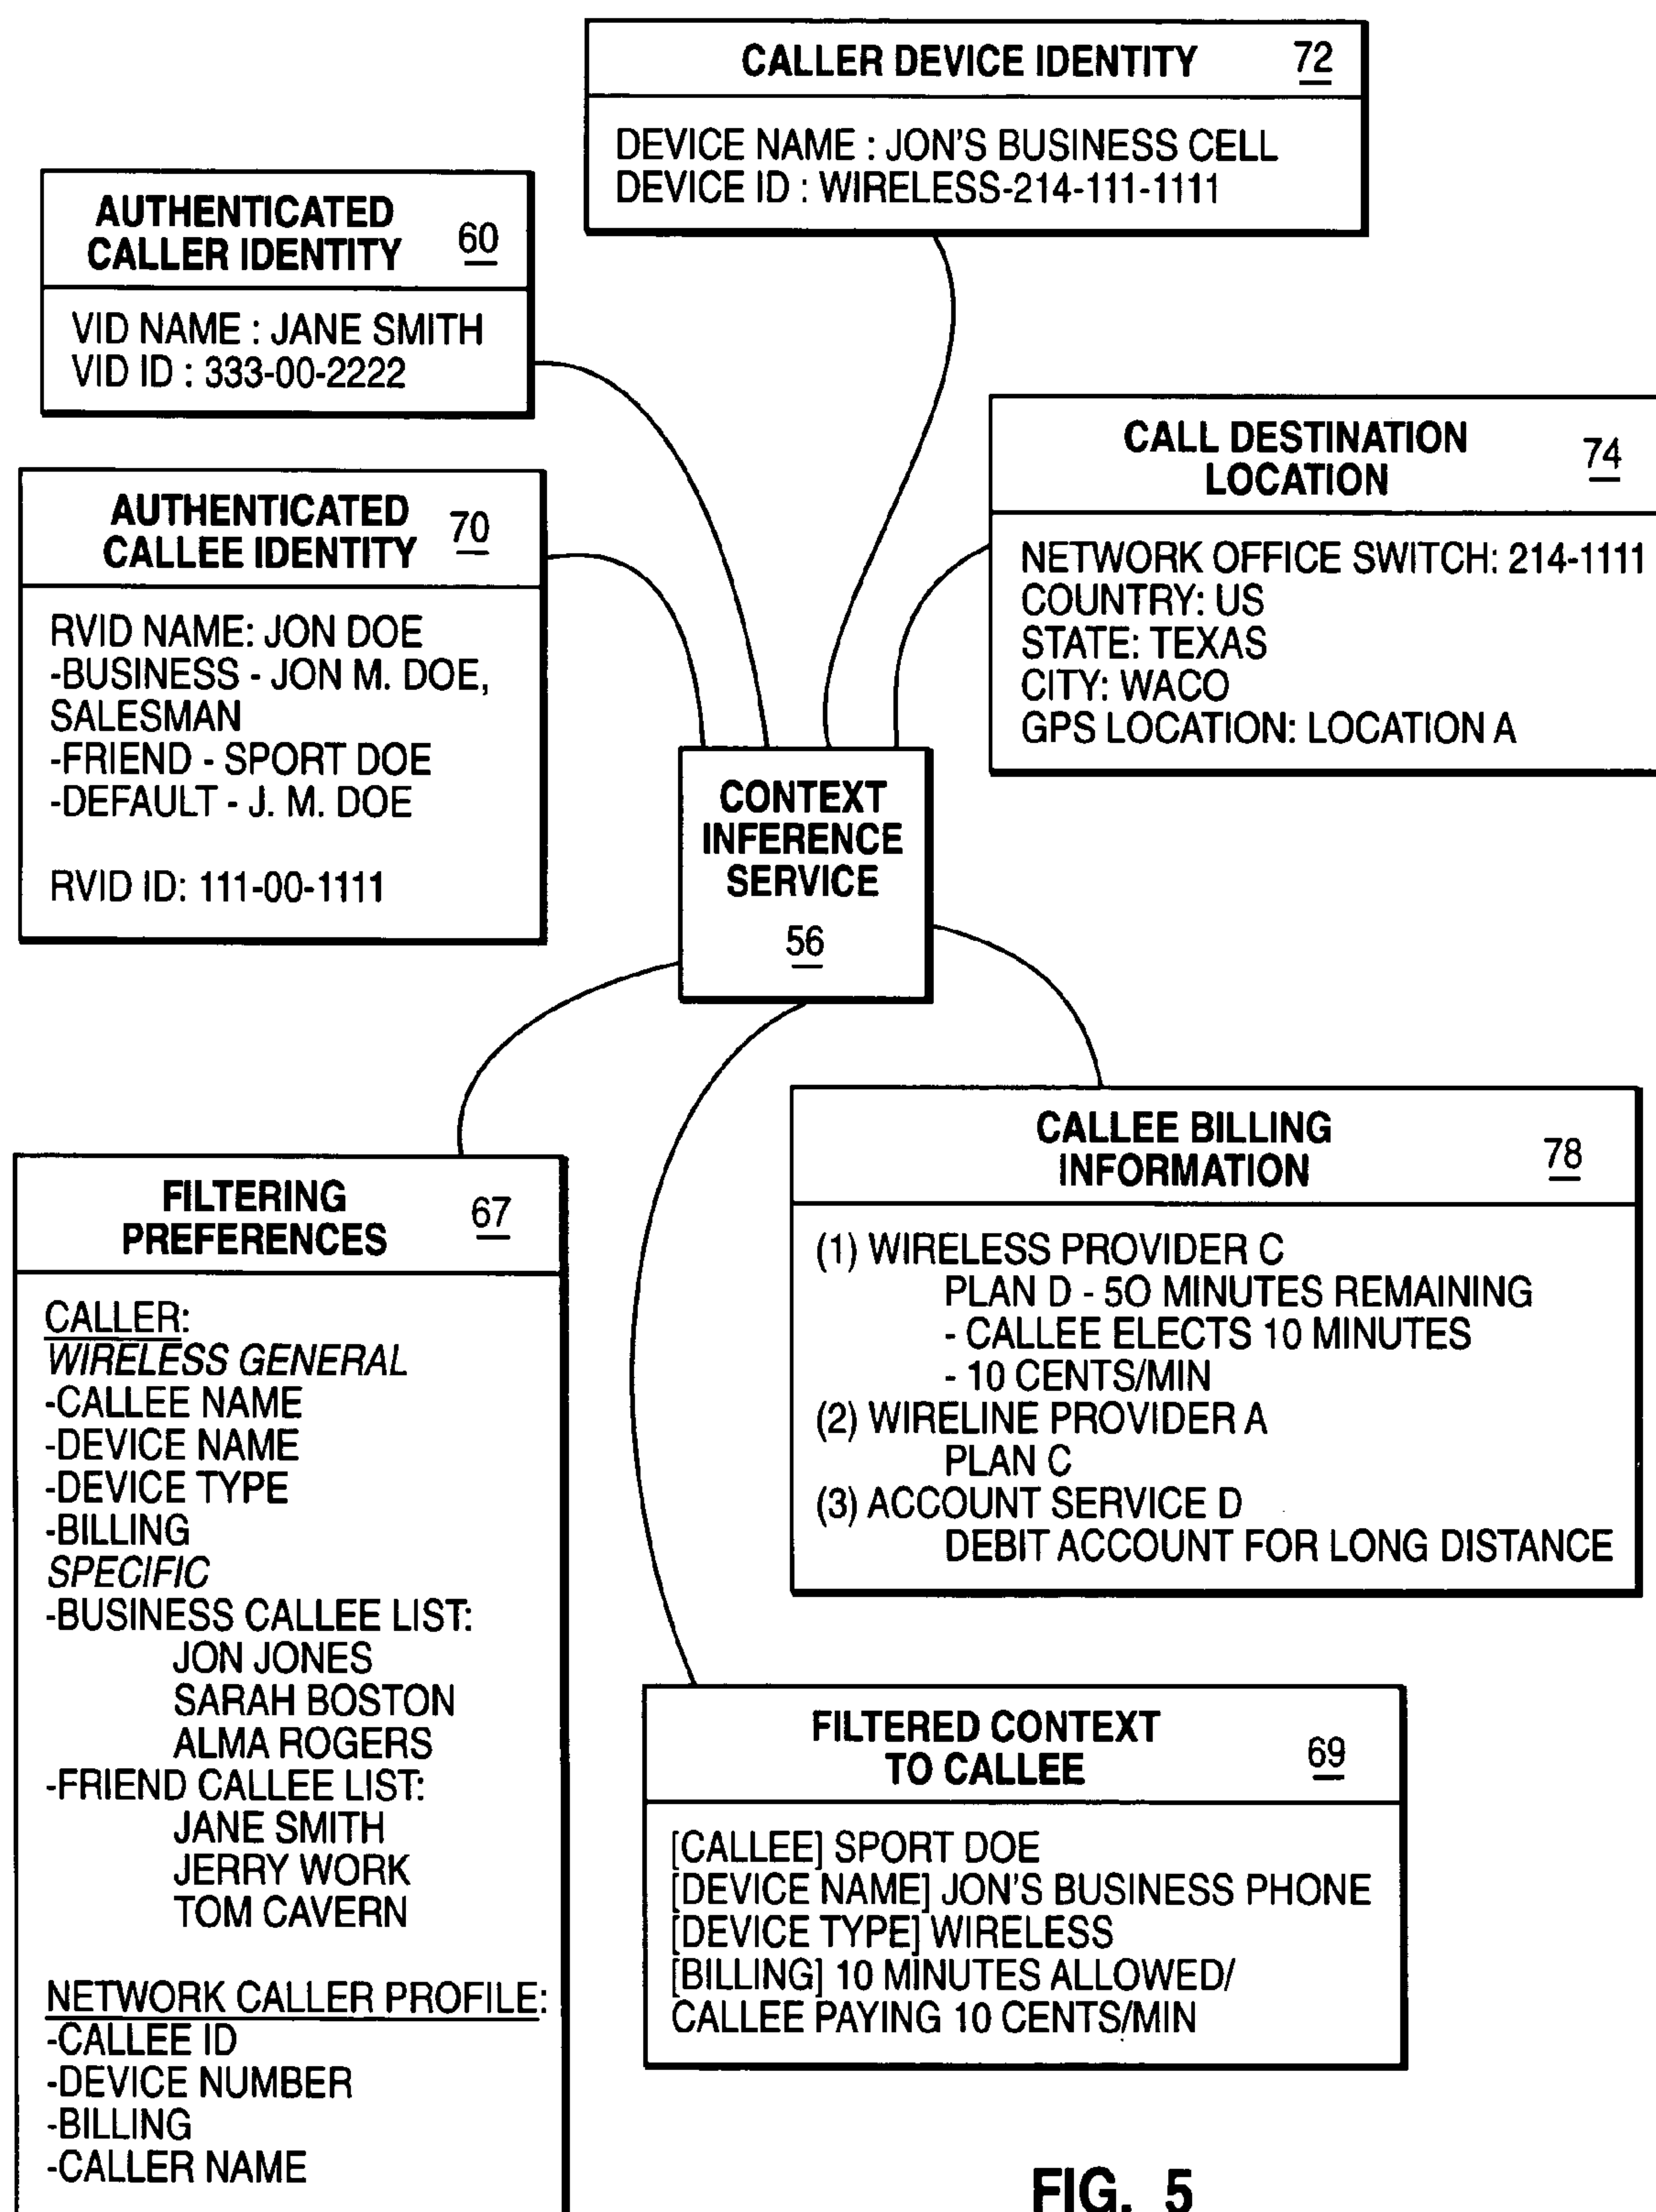 CALLER DEVICE IDENTITY 72
DEVICE NAME : JON'S BUSINESS CELL
DEVICE ID : WIRELESS-214-111-1111
AUTHENTICATED
CALLER IDENTITY 60
VID NAME : JANE SMITH
VID ID : 333-00-2222
CALL DESTINATION
LOCATION 74
NETWORK OFFICE SWITCH: 214-1111
COUNTRY: US
STATE: TEXAS
CITY: WACO
GPS LOCATION: LOCATION A
AUTHENTICATED
CALLEE IDENTITY 70
RVID NAME: JON DOE
-BUSINESS - JON M. DOE,
SALESMAN
-FRIEND - SPORT DOE
-DEFAULT - J. M. DOE
RVID ID: 111-00-1111
CONTEXT
INFERENCE
SERVICE
56
CALLEE BILLING
INFORMATION 78
(1) WIRELESS PROVIDER C
PLAN D - 50 MINUTES REMAINING
- CALLEE ELECTS 10 MINUTES
- 10 CENTS/MIN
(2) WIRELINE PROVIDER A
PLAN C
(3) ACCOUNT SERVICE D
DEBIT ACCOUNT FOR LONG DISTANCE
FILTERING
PREFERENCES 67
CALLER:
WIRELESS GENERAL
-CALLEE NAME
-DEVICE NAME
-DEVICE TYPE
-BILLING
SPECIFIC
-BUSINESS CALLEE LIST:
JON JONES
SARAH BOSTON
ALMA ROGERS
-FRIEND CALLEE LIST:
JANE SMITH
JERRY WORK
TOM CAVERN
NETWORK CALLER PROFILE:
-CALLEE ID
-DEVICE NUMBER
-BILLING
-CALLER NAME
FILTERED CONTEXT
TO CALLEE 69
[CALLEE] SPORT DOE
[DEVICE NAME] JON'S BUSINESS PHONE
[DEVICE TYPE] WIRELESS
[BILLING] 10 MINUTES ALLOWED/
CALLEE PAYING 10 CENTS/MIN
FIG. 5